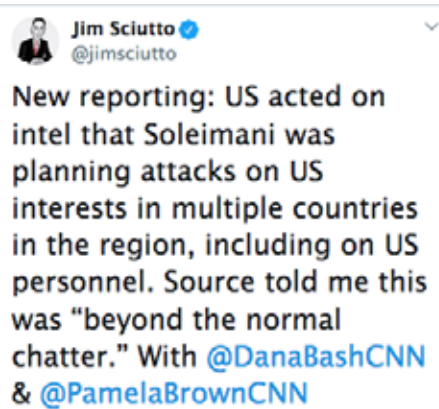 Jim Sciutto
@jimsciutto
New reporting: US acted on
intel that Soleimani was
planning attacks on US
interests in multiple countries
in the region, including on US
personnel. Source told me this
was “beyond the normal
chatter.” With @DanaBashCNN
& @PamelaBrownCNN